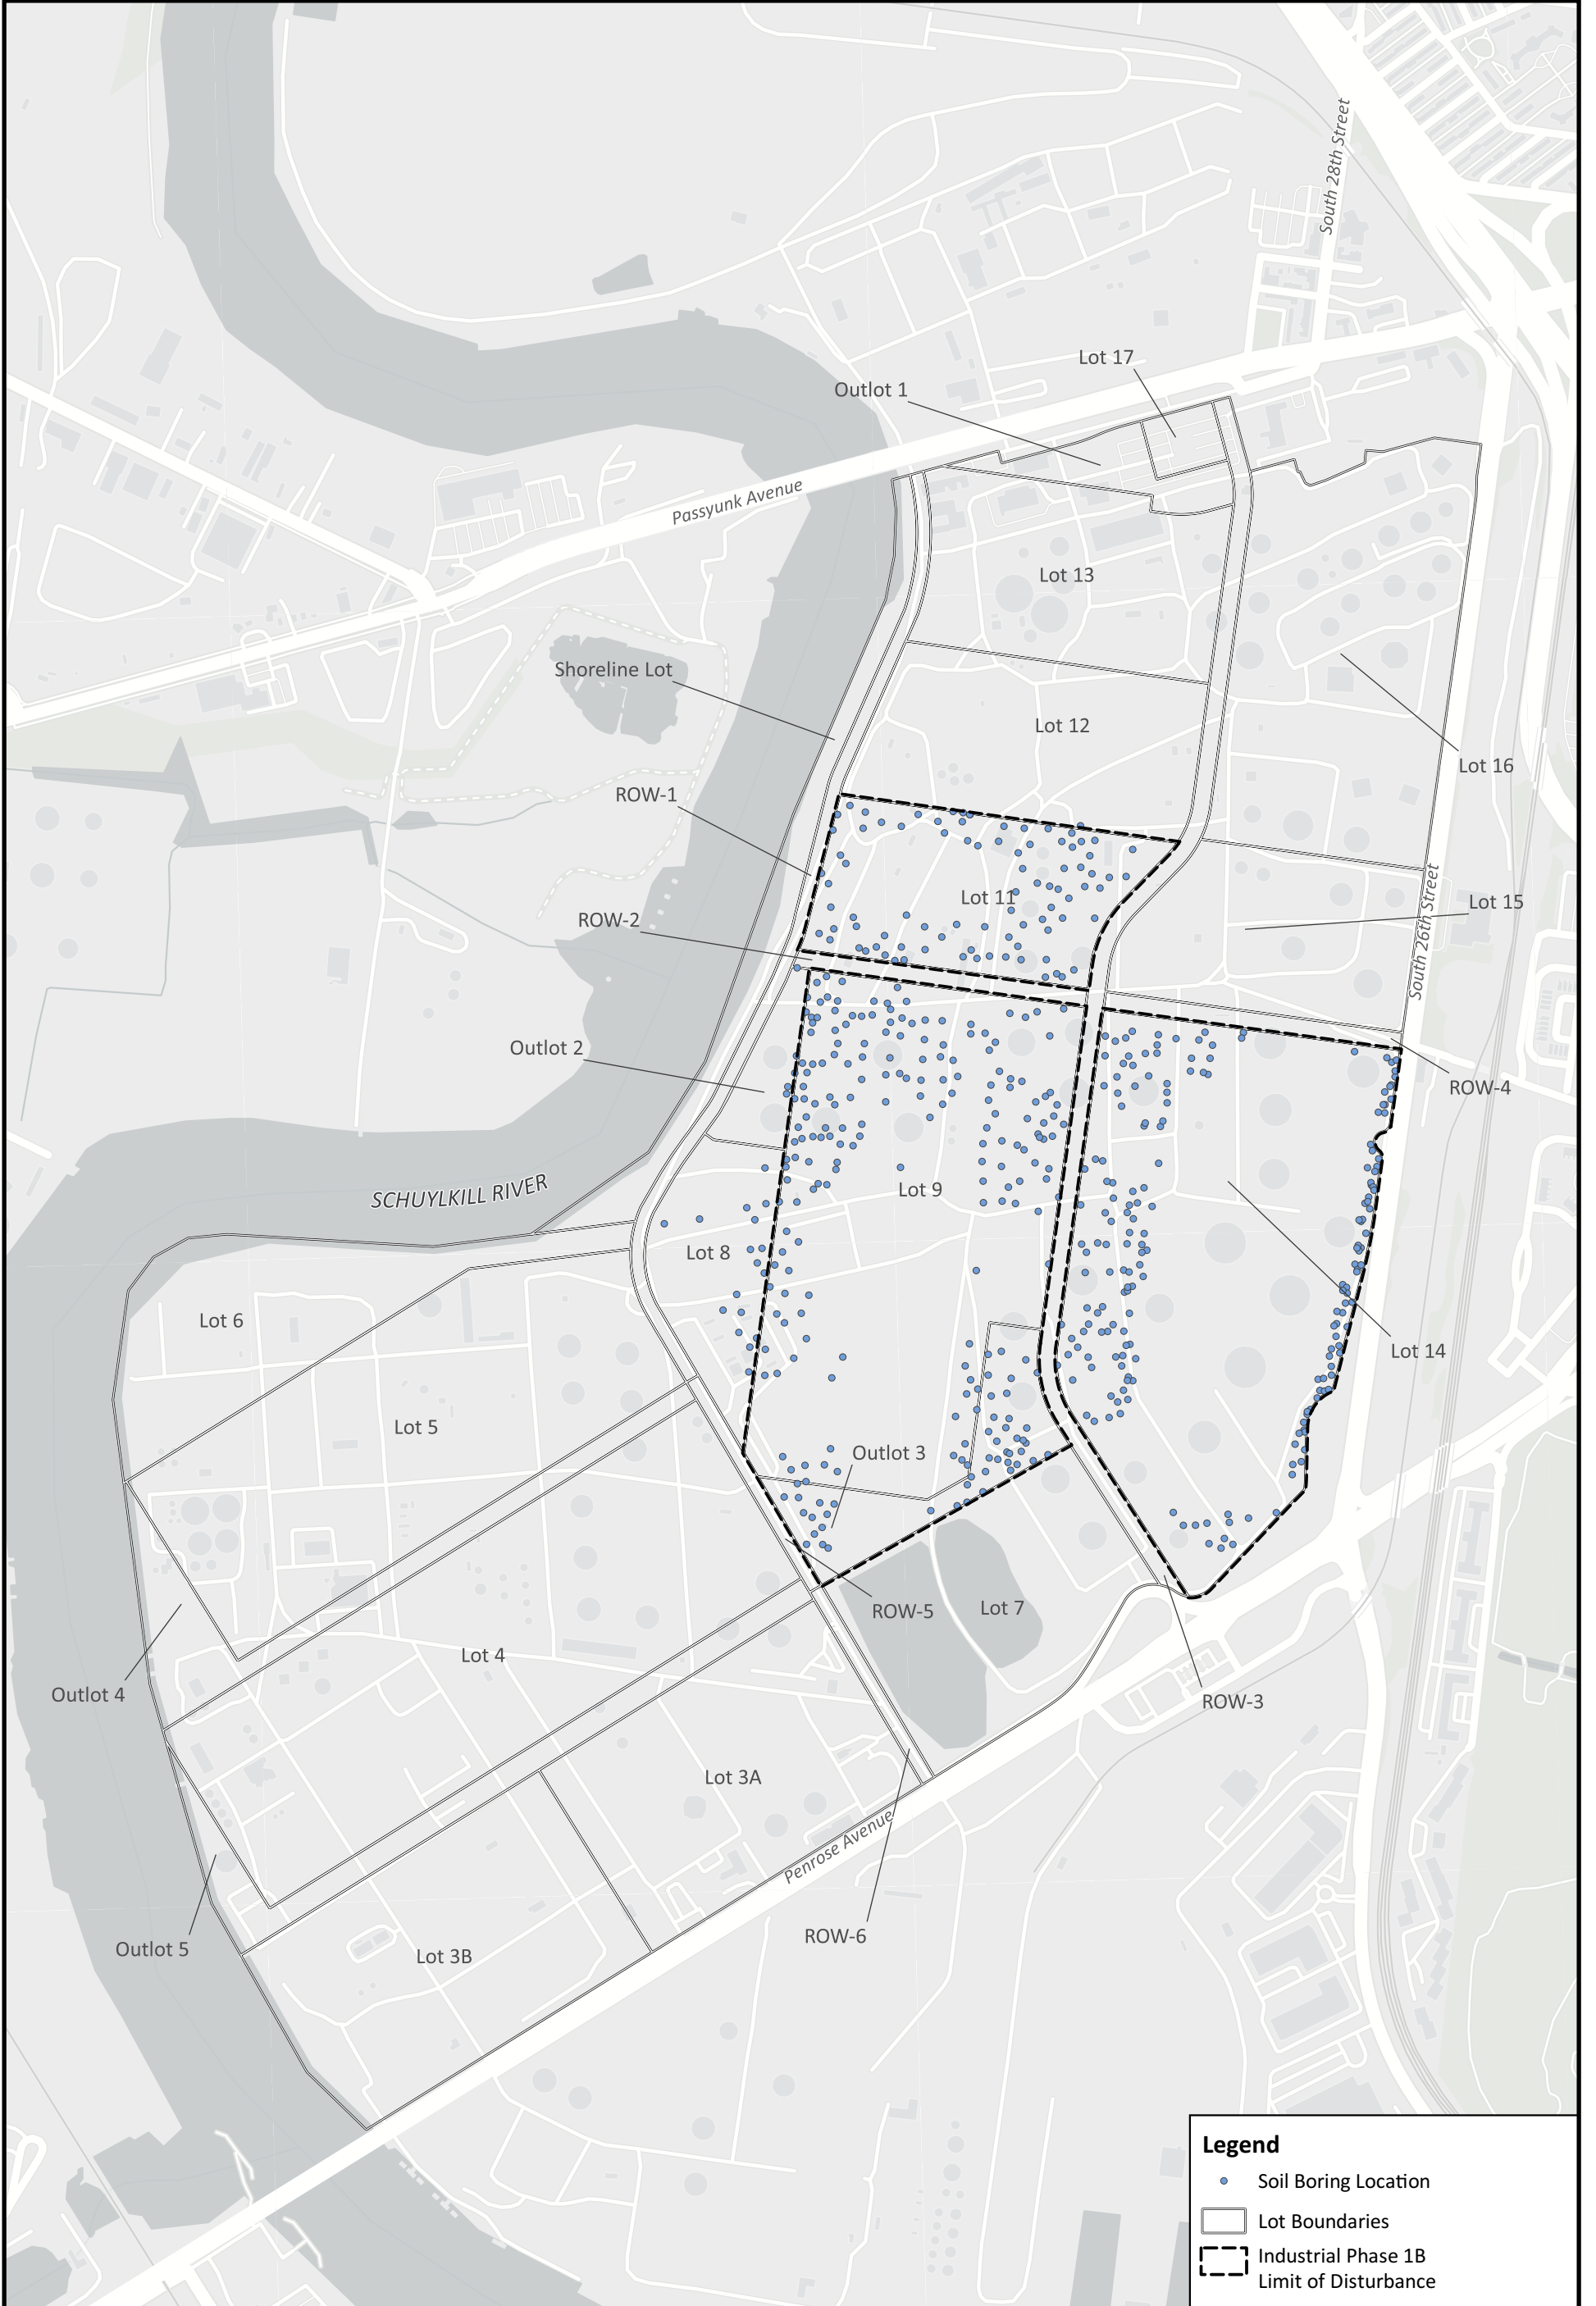 South 28th Street
Lot 17
Outlot 1
Passyunk Avenue
Lot 13
Shoreline Lot
Lot 12
Lot 16
ROW-1
Lot 11
Lot 15
ROW-2
South 26th Street
Outlot 2
ROW-4
SCHUYLKILL RIVER
Lot 9
Lot 8
Lot 6
Lot 14
Lot 5
Outlot 3
ROW-5
Lot 7
Lot 4
Outlot 4
ROW-3
Lot 3A
Penrose Avenue
ROW-6
Outlot 5
Lot 3B
Legend
Soil Boring Location
Lot Boundaries
Industrial Phase 1B
Limit of Disturbance